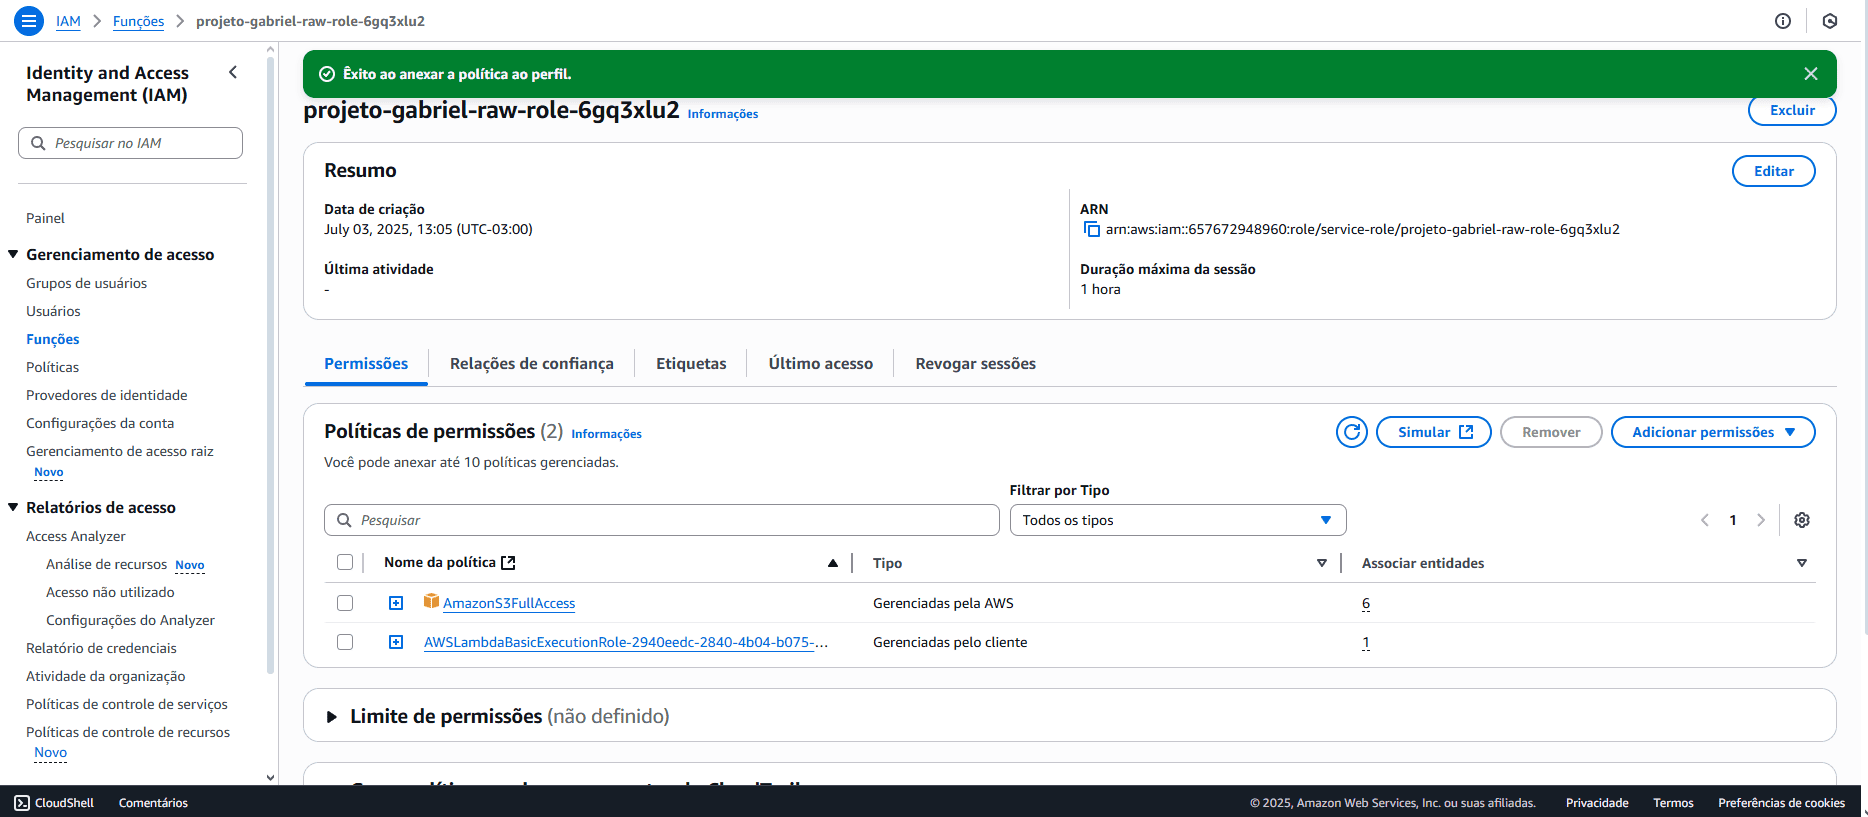 IAM > Funções > projeto-gabriel-raw-role-6gq3xlu2
Identity and Access
Management (IAM)
Pesquisar no IAM
Painel
Gerenciamento de acesso
Grupos de usuários
Usuários
Funções
Políticas
Provedores de identidade
Configurações da conta
Gerenciamento de acesso raiz
Novo
Relatórios de acesso
Access Analyzer
Análise de recursos Novo
Acesso não utilizado
Configurações do Analyzer
Relatório de credenciais
Atividade da organização
Políticas de controle de serviços
Políticas de controle de recursos
Novo
Êxito ao anexar a política ao perfil.
projeto-gabriel-raw-role-6gq3xlu2 Informações
Excluir
Resumo
Editar
Data de criação
July 03, 2025, 13:05 (UTC-03:00)
ARN
arn:aws:iam::657672948960:role/service-role/projeto-gabriel-raw-role-6gq3xlu2
Última atividade
-
Duração máxima da sessão
1 hora
Permissões Relações de confiança Etiquetas Último acesso Revogar sessões
Políticas de permissões (2) Informações
Simular Remover Adicionar permissões
Você pode anexar até 10 políticas gerenciadas.
Filtrar por Tipo
Pesquisar Todos os tipos 1
Nome da política Tipo Associar entidades
AmazonS3FullAccess Gerenciadas pela AWS 6
AWSLambdaBasicExecutionRole-2940eedc-2840-4b04-b075-... Gerenciadas pelo cliente 1
Limite de permissões (não definido)
CloudShell Comentários © 2025, Amazon Web Services, Inc. ou suas afiliadas. Privacidade Termos Preferências de cookies